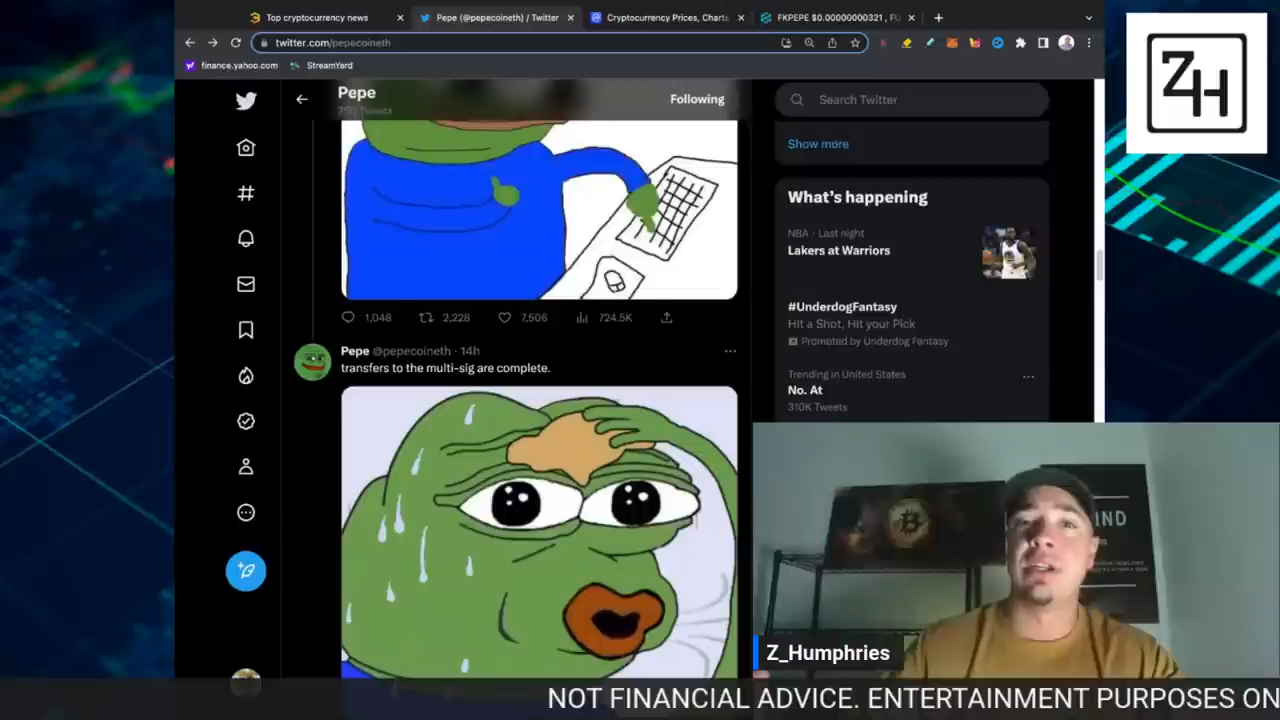 Top cryptocurrency news
Pepe (@pepecoineth) / Twitter
Cryptocurrency Prices, Charts
FKPEPE $0.00000000321
twitter.com/pepecoineth
finance.yahoo.com
StreamYard
ZH
Pepe
Following
Search Twitter
Show more
What's happening
NBA · Last night
Lakers at Warriors
#UnderdogFantasy
Hit a Shot, Hit your Pick
Promoted by Underdog Fantasy
Trending in United States
No. At
310K Tweets
1,048
2,228
7,506
724.5K
Pepe @pepecoineth · 14h
transfers to the multi-sig are complete.
IND
Z_Humphries
NOT FINANCIAL ADVICE. ENTERTAINMENT PURPOSES ON